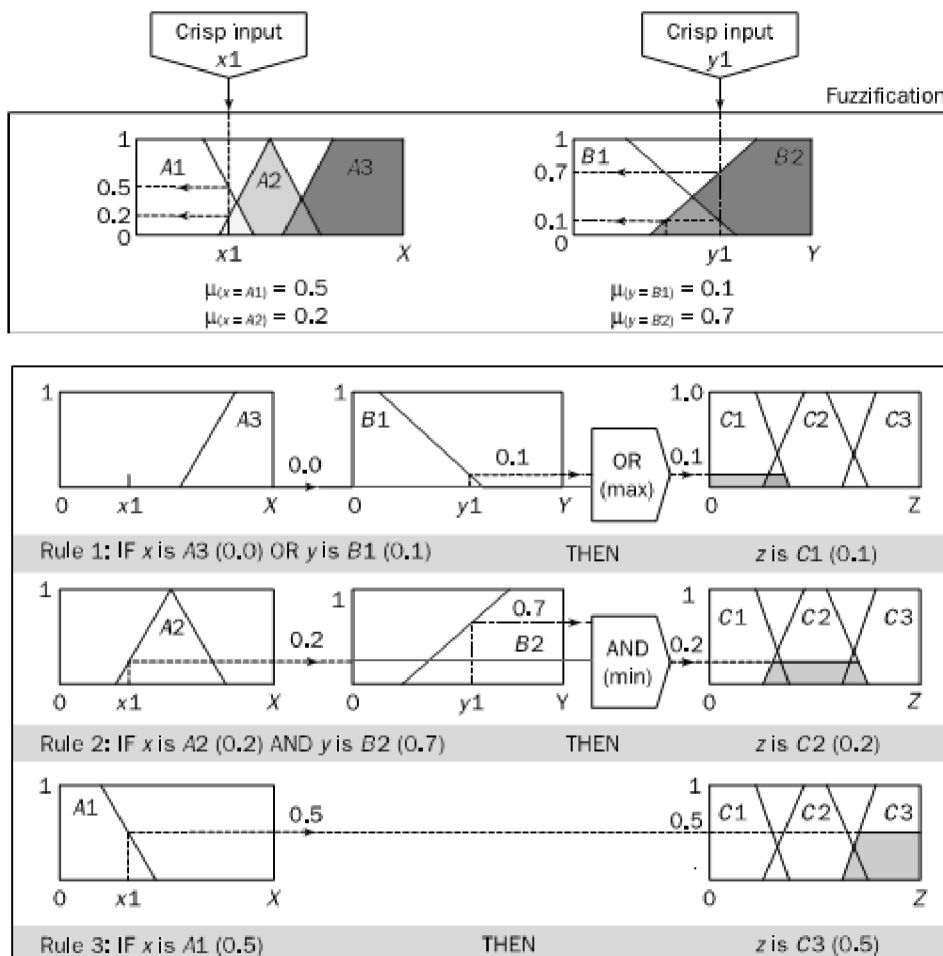 Crisp input
x1
Crisp input
y1
Fuzzification
1
A1
A2
A3
0.5
0.2
0
x1
X
μ(x = A1) = 0.5
μ(x = A2) = 0.2
1
B1
B2
0.7
0.1
0
y1
Y
μ(y = B1) = 0.1
μ(y = B2) = 0.7
1
A3
0.0
0
x1
X
1
B1
0.1
y1
Y
0
OR
(max)
0.1
1.0
C1
C2
C3
0
Z
Rule 1: IF x is A3 (0.0) OR y is B1 (0.1) THEN z is C1 (0.1)
1
A2
0.2
0
x1
X
1
0.7
B2
0
y1
Y
AND
(min)
0.2
1
C1
C2
C3
0
Z
Rule 2: IF x is A2 (0.2) AND y is B2 (0.7) THEN z is C2 (0.2)
1
A1
0.5
0
x1
X
1
0.5
C1
C2
C3
0
Z
Rule 3: IF x is A1 (0.5) THEN z is C3 (0.5)